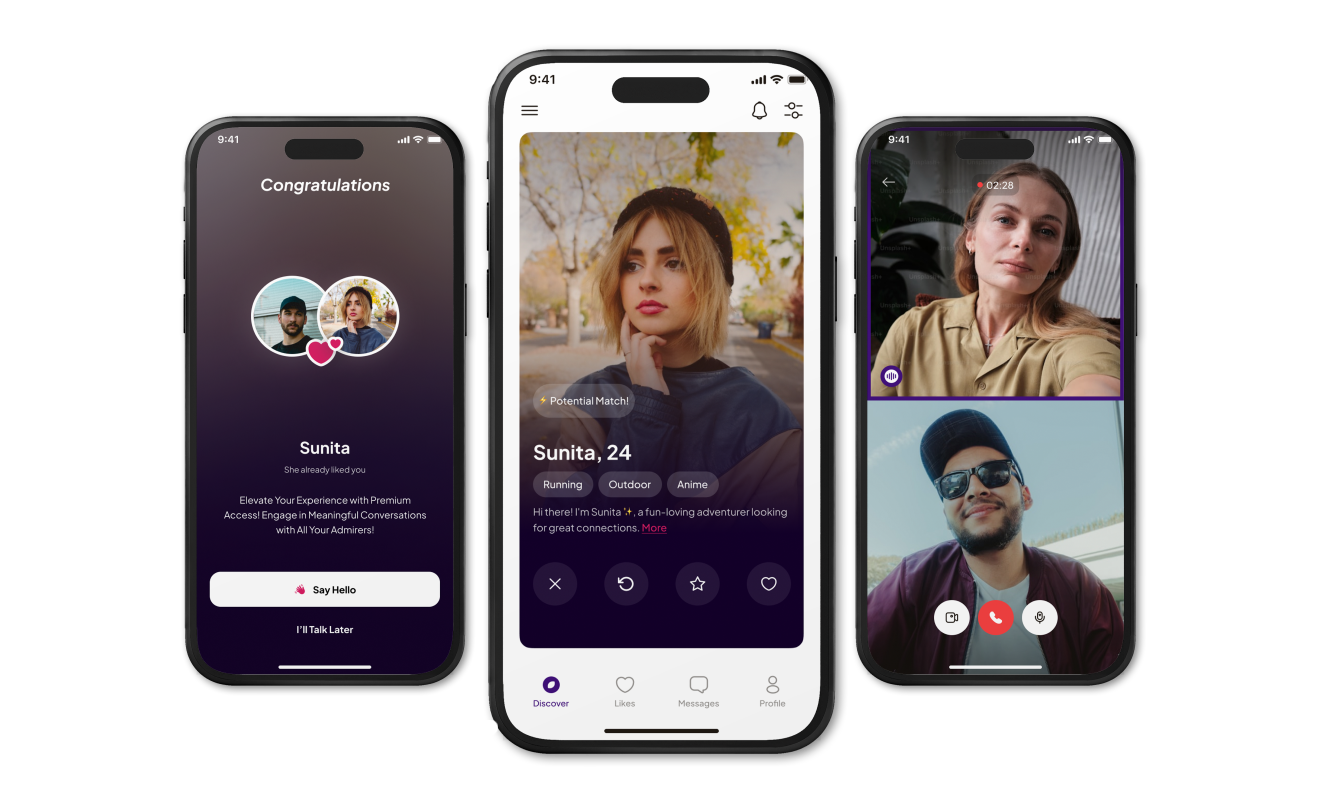 9:41
Congratulations
Sunita
She already liked you
Elevate Your Experience with Premium
Access! Engage in Meaningful Conversations
with All Your Admirers!
Say Hello
I'll Talk Later
9:41
Potential Match!
Sunita, 24
Running Outdoor Anime
Hi there! I'm Sunita ✨, a fun-loving adventurer looking
for great connections. More
Discover Likes Messages Profile
9:41
02:28